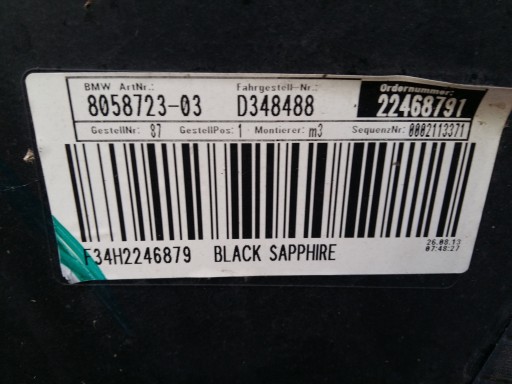 BMW ArtNr.: Fahrgestell-Nr.: Ordernummer:
8058723-03 D348488 22468791
GestellNr: 87 GestellPos: 1 Montierer: m3 SequenzNr: 0002113371
F34H2246879 BLACK SAPPHIRE
26.08.13
07:48:27